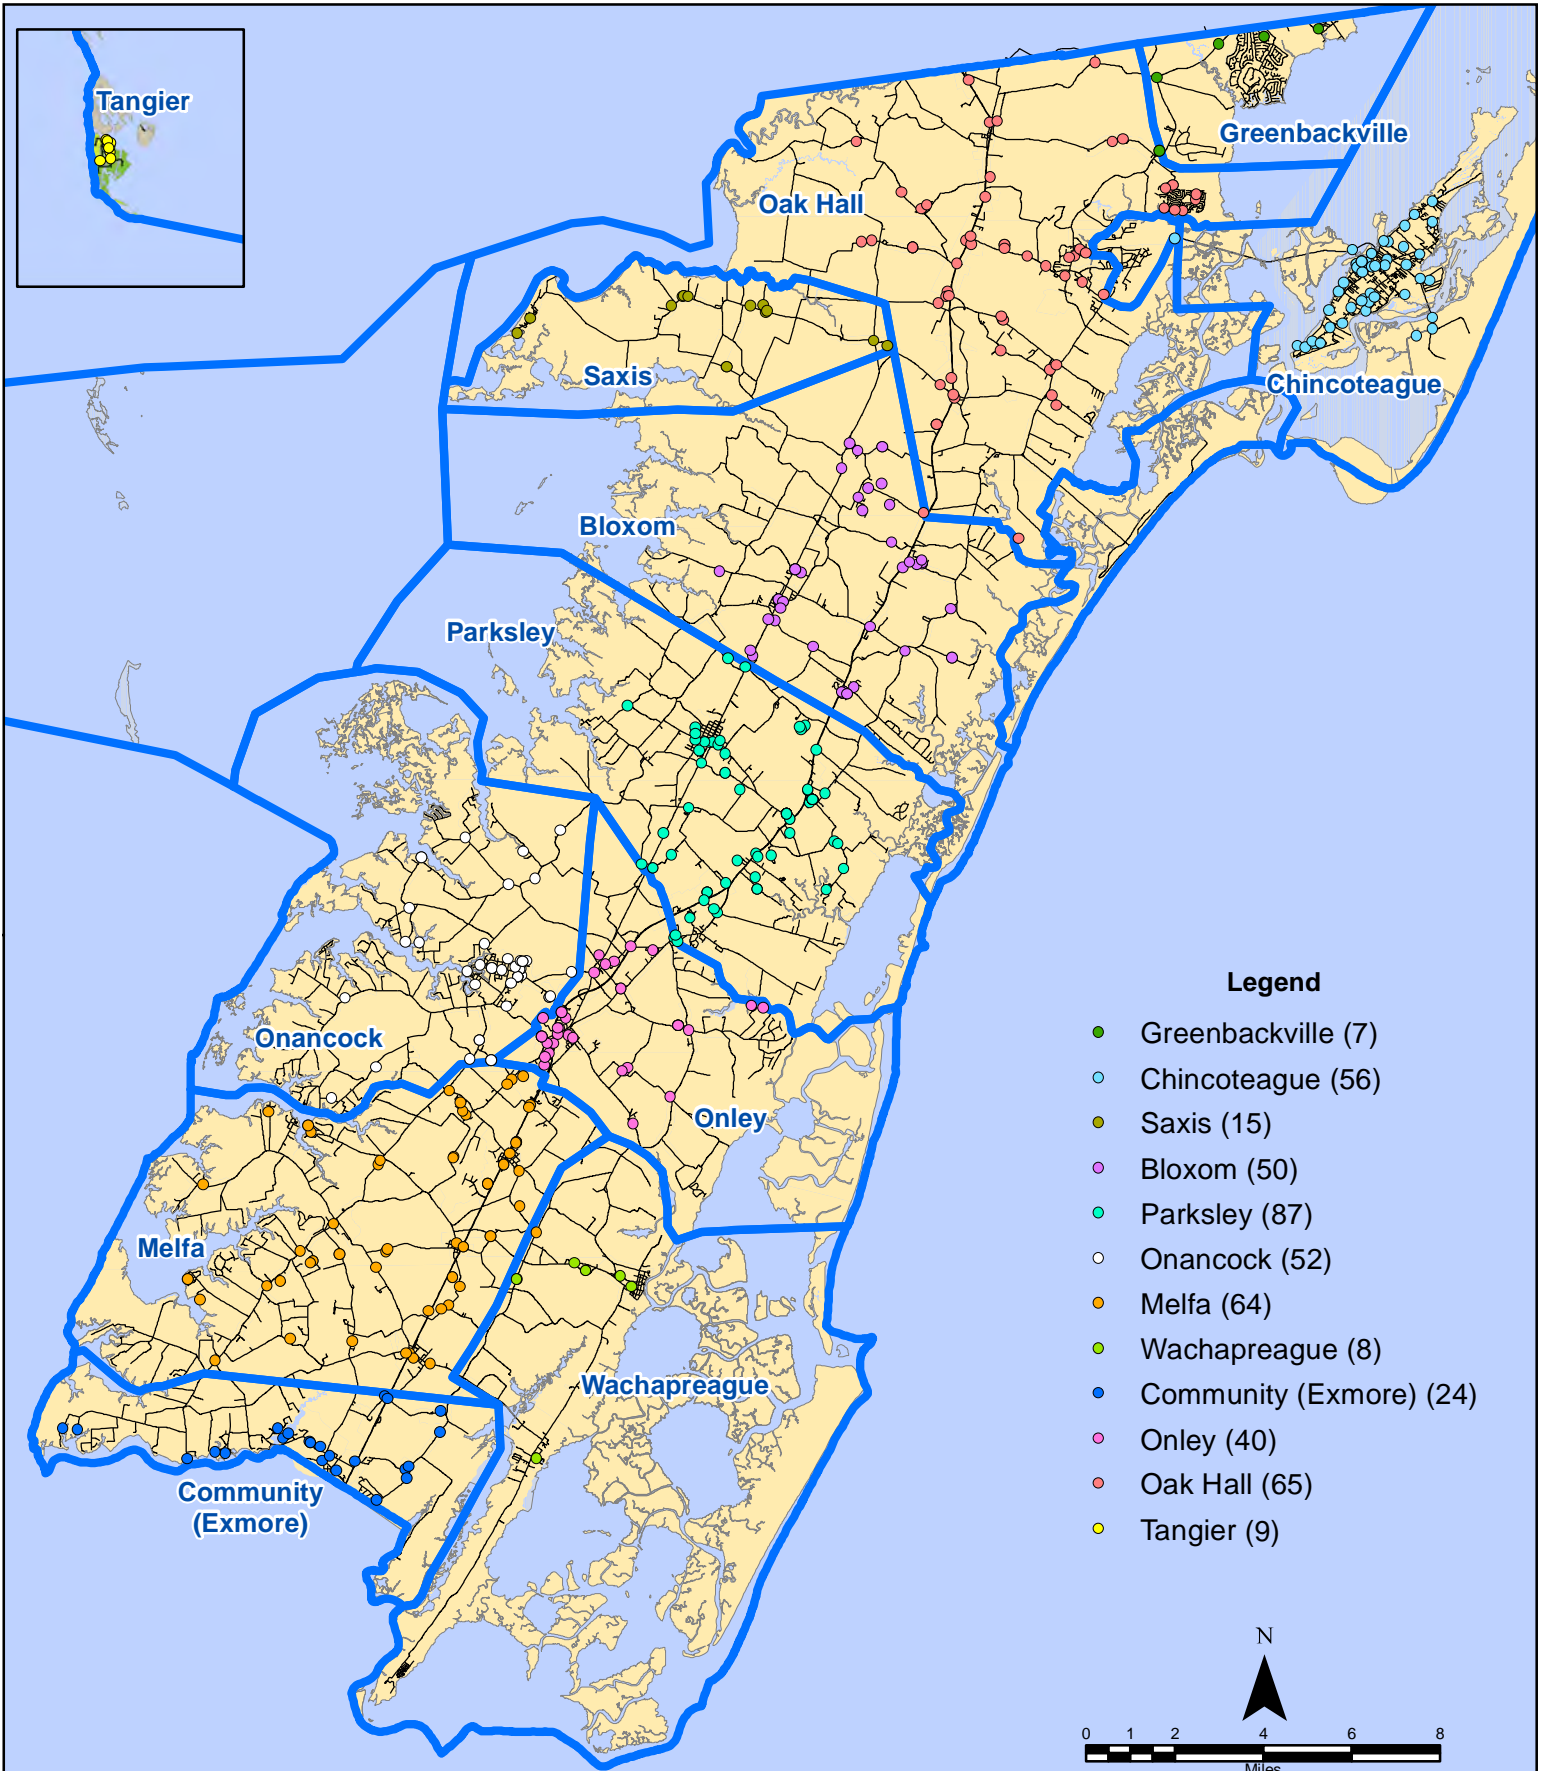 Tangier
Greenbackville
Oak Hall
Saxis
Chincoteague
Bloxom
Parksley
Onancock
Onley
Melfa
Wachapreague
Community
(Exmore)
Legend
Greenbackville (7)
Chincoteague (56)
Saxis (15)
Bloxom (50)
Parksley (87)
Onancock (52)
Melfa (64)
Wachapreague (8)
Community (Exmore) (24)
Onley (40)
Oak Hall (65)
Tangier (9)
N
0 1 2 4 6 8
Miles